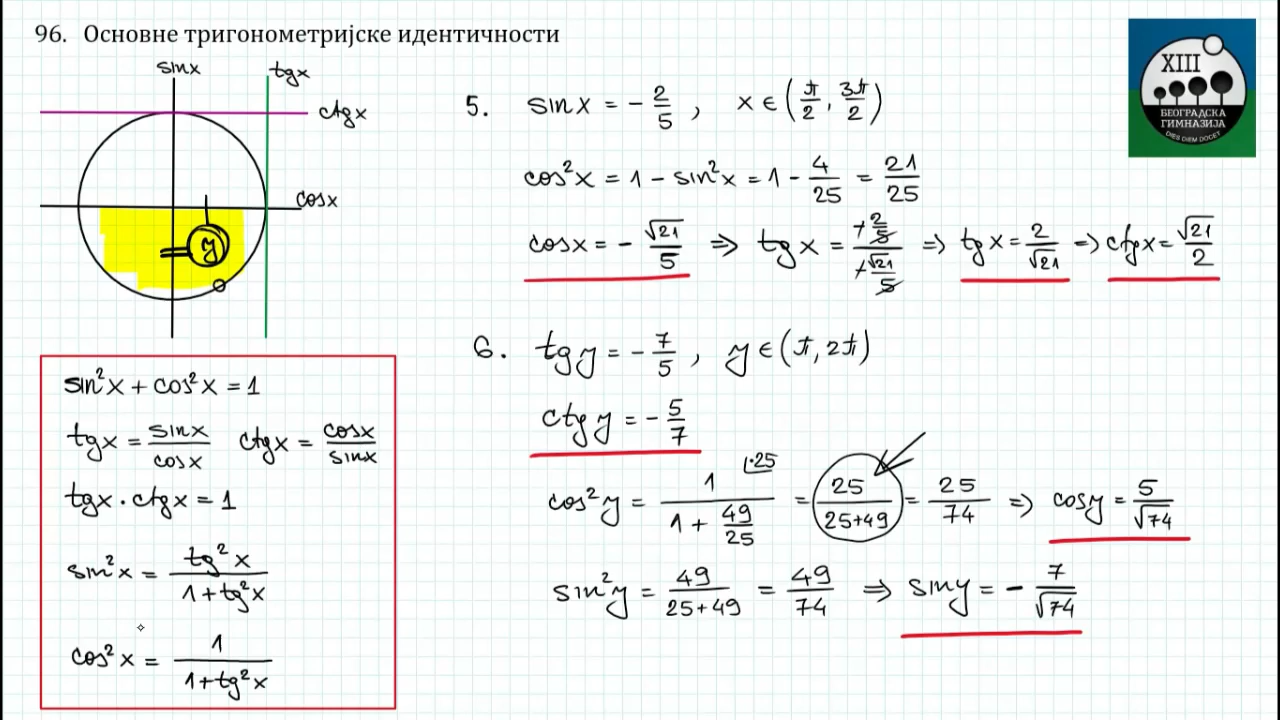 96. Основне тригонометријске идентичности
sinx
tgx
ctgx
cosx
y
sin²x + cos²x = 1
tgx = sinx/cosx ctgx = cosx/sinx
tgx · ctgx = 1
sin²x = tg²x/(1+tg²x)
cos²x = 1/(1+tg²x)
5. sinx = - 2/5 , x ∈ (π/2, 3π/2)
cos²x = 1 - sin²x = 1 - 4/25 = 21/25
cosx = - √21/5 ⇒ tgx = (+2/5)/(+√21/5) ⇒ tgx = 2/√21 ⇒ ctgx = √21/2
6. tgy = - 7/5 , y ∈ (π, 2π)
ctgy = - 5/7
cos²y = 1/(1 + 49/25) |·25 = 25/(25+49) = 25/74 ⇒ cosy = 5/√74
sin²y = 49/(25+49) = 49/74 ⇒ siny = - 7/√74
XIII
БЕОГРАДСКА
ГИМНАЗИЈА
DIES DIEM DOCET